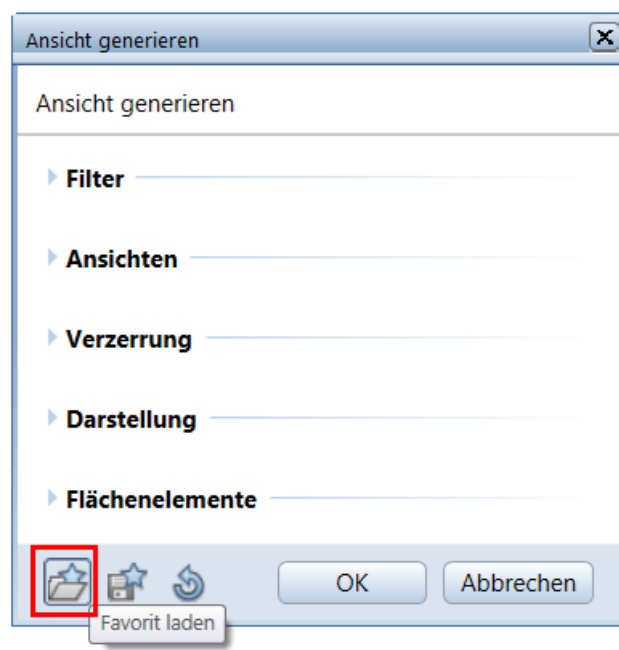 Ansicht generieren
Ansicht generieren
Filter
Ansichten
Verzerrung
Darstellung
Flächenelemente
OK Abbrechen
Favorit laden